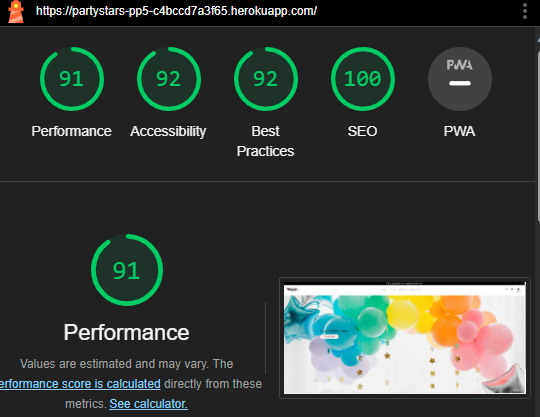 https://partystars-pp5-c4bccd7a3f65.herokuapp.com/
91 92 92 100 PWA
Performance Accessibility Best Practices SEO PWA
91
Performance
Values are estimated and may vary. The
erformance score is calculated directly from these
metrics. See calculator.